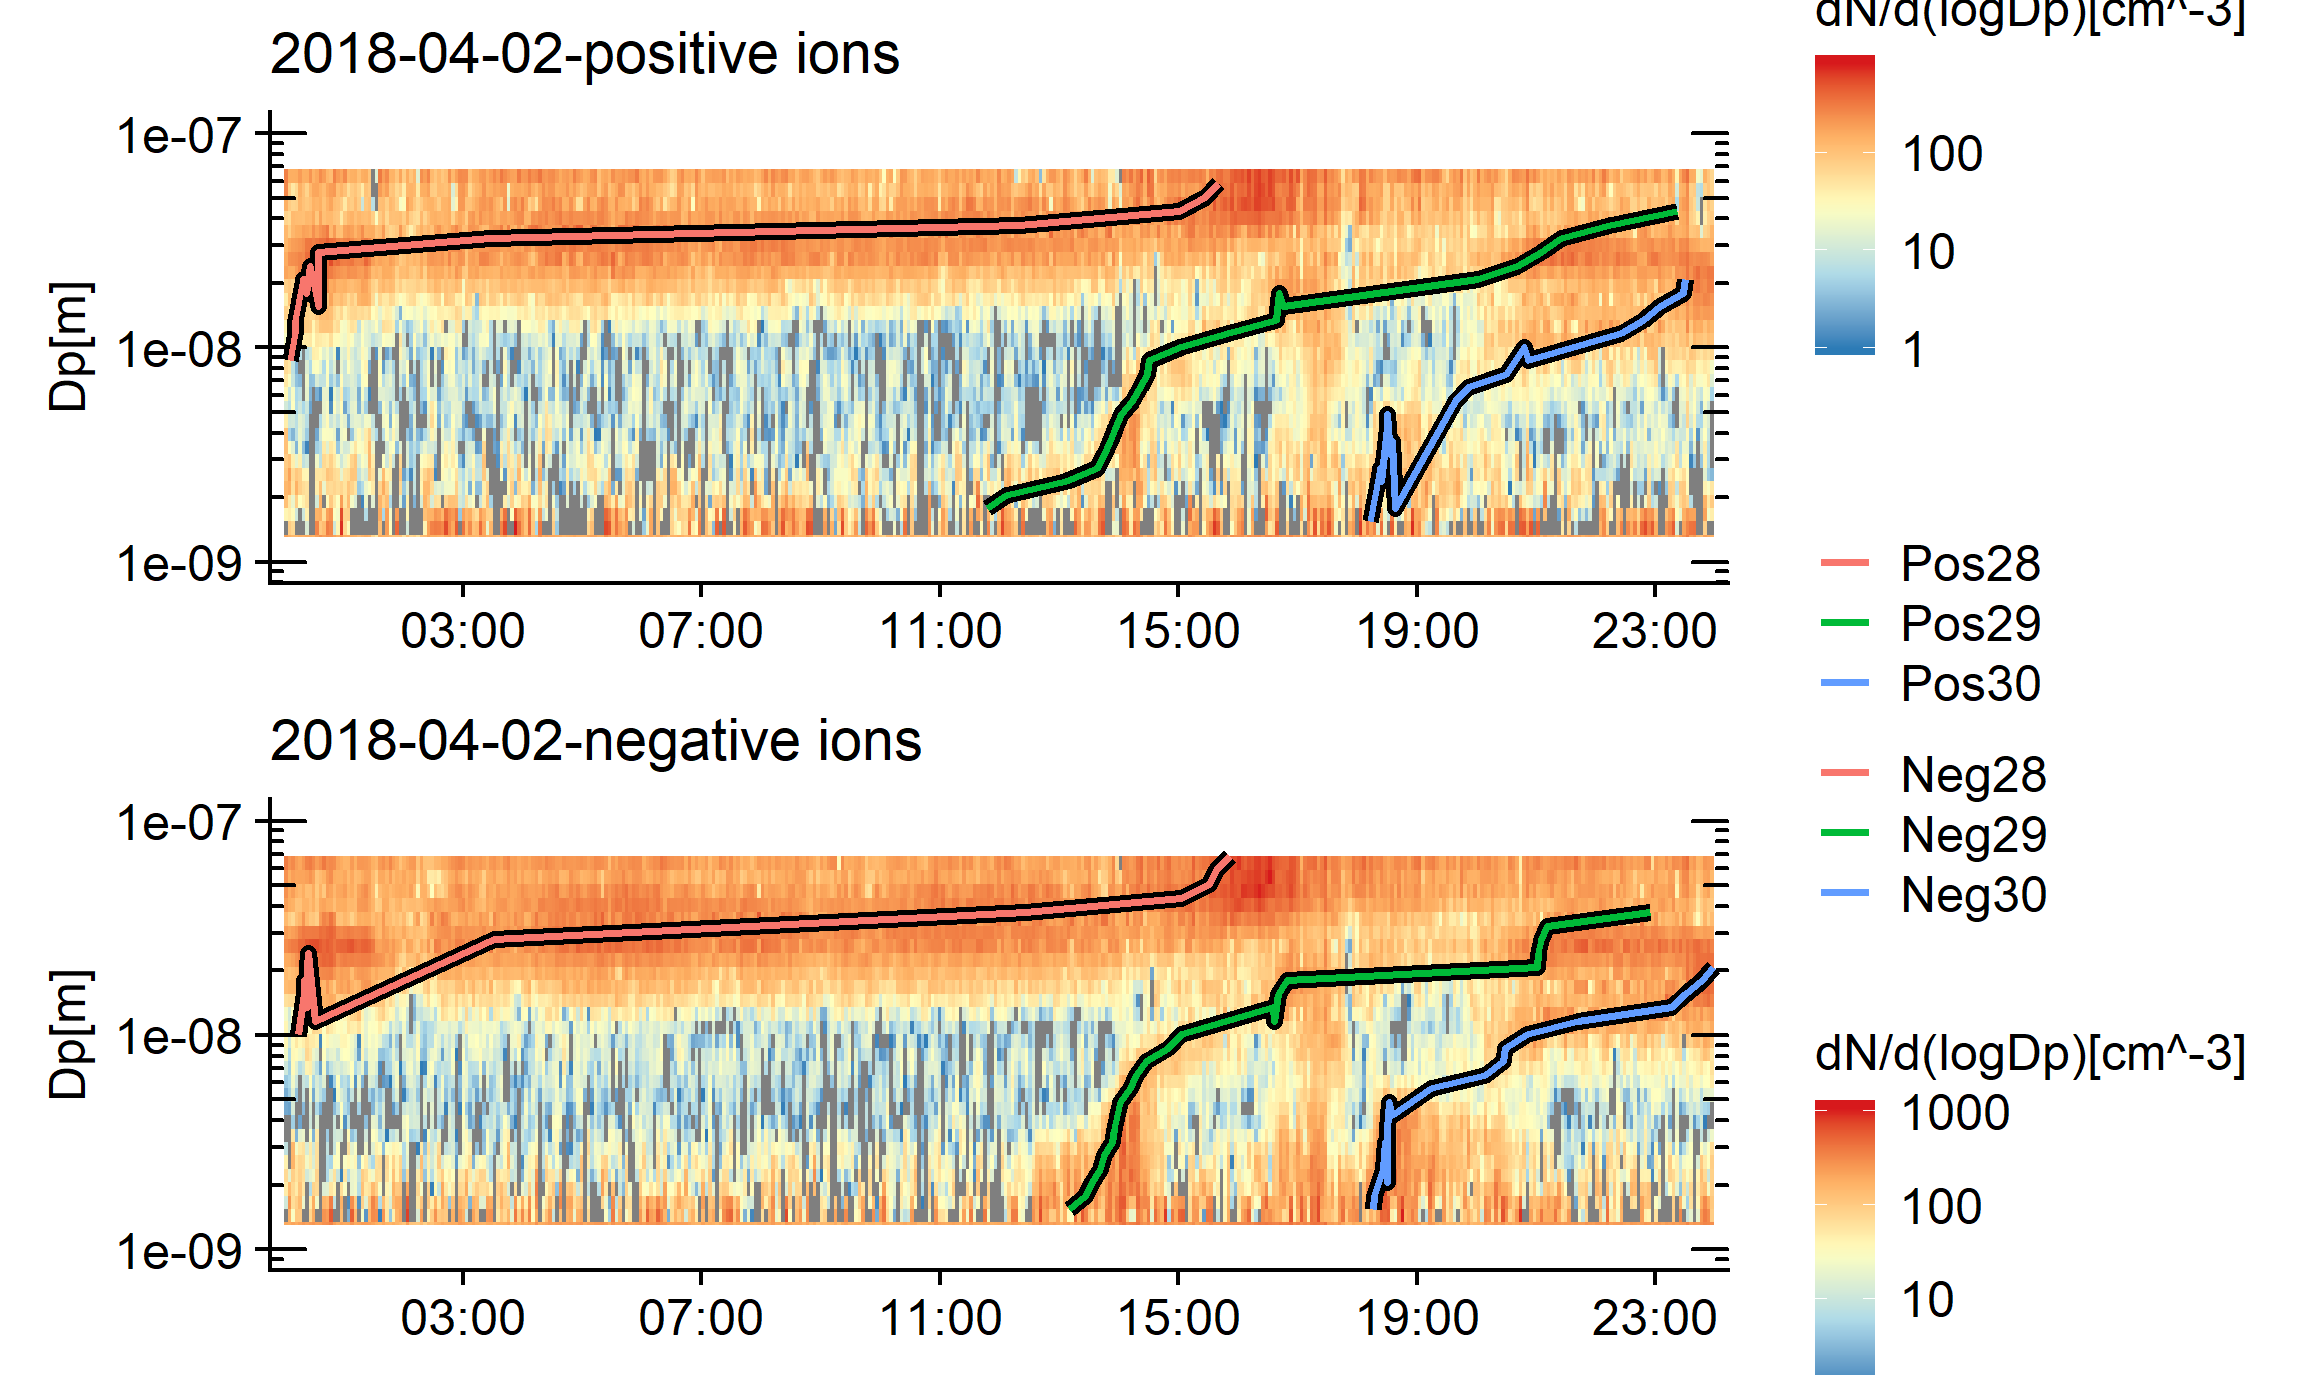 dN/d(logDp)[cm^-3]
2018-04-02-positive ions
1e-07
1e-08
1e-09
Dp[m]
03:00 07:00 11:00 15:00 19:00 23:00
100
10
1
Pos28
Pos29
Pos30
2018-04-02-negative ions
1e-07
1e-08
1e-09
Dp[m]
03:00 07:00 11:00 15:00 19:00 23:00
Neg28
Neg29
Neg30
dN/d(logDp)[cm^-3]
1000
100
10